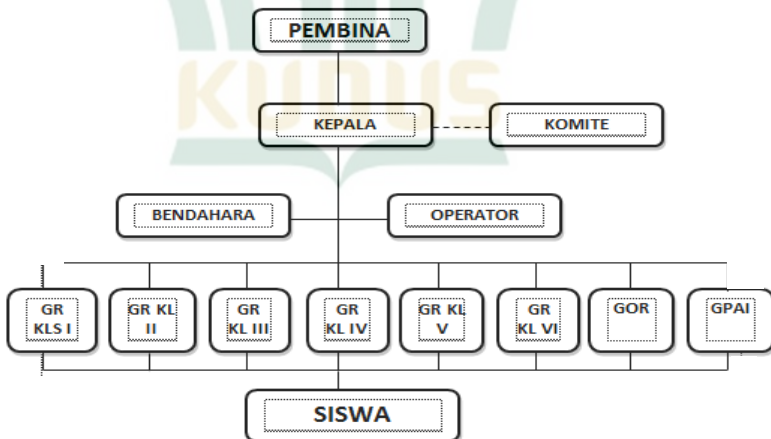 PEMBINA
KUDUS
KEPALA
KOMITE
BENDAHARA
OPERATOR
GR
KLS I
GR KL
II
GR
KL III
GR
KL IV
GR KL
V
GR
KL VI
GOR
GPAI
SISWA